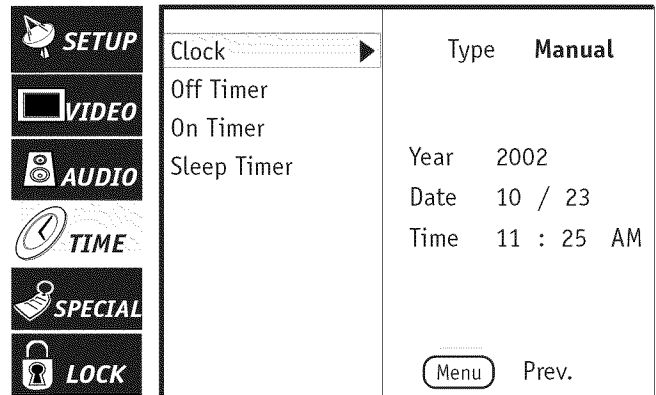 SETUP
VIDEO
AUDIO
TIME
SPECIAL
LOCK
Clock
Off Timer
On Timer
Sleep Timer
Type Manual
Year 2002
Date 10 / 23
Time 11 : 25 AM
Menu Prev.